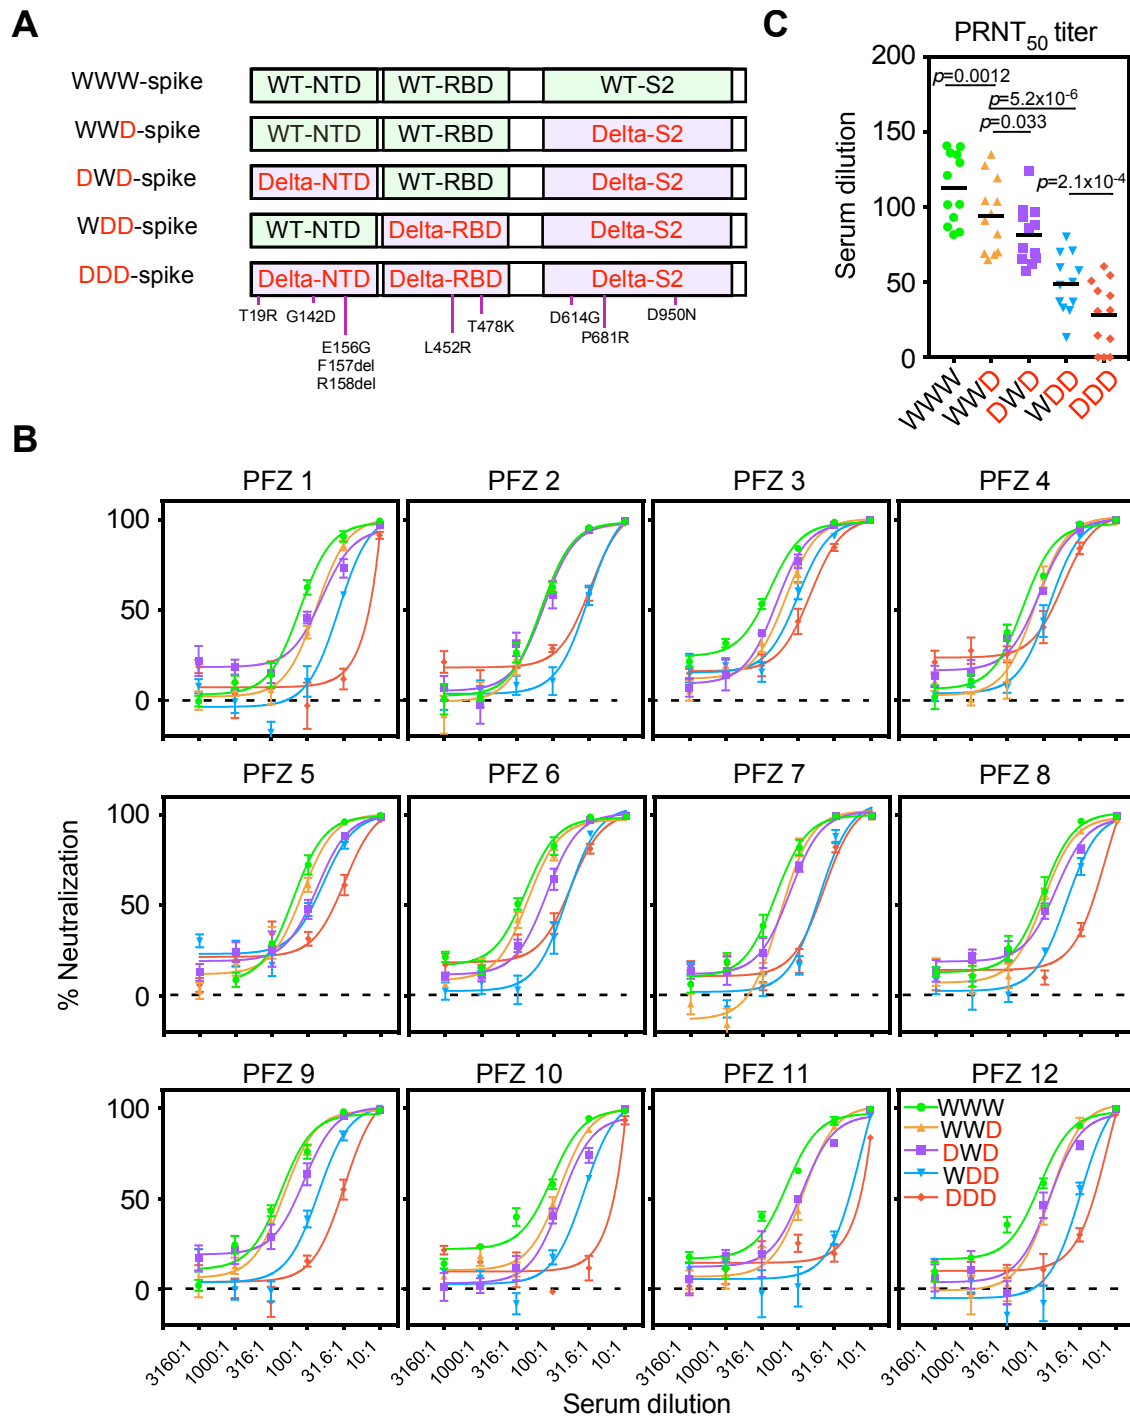 A
WWW-spike
WT-NTD WT-RBD WT-S2
WWD-spike
WT-NTD WT-RBD Delta-S2
DWD-spike
Delta-NTD WT-RBD Delta-S2
WDD-spike
WT-NTD Delta-RBD Delta-S2
DDD-spike
Delta-NTD Delta-RBD Delta-S2
T19R
G142D
E156G
F157del
R158del
L452R
T478K
D614G
P681R
D950N
C
PRNT50 titer
Serum dilution
200
150
100
50
0
p=0.0012
p=5.2x10-6
p=0.033
p=2.1x10-4
WWW
WWD
DWD
WDD
DDD
B
% Neutralization
PFZ 1
PFZ 2
PFZ 3
PFZ 4
100
50
0
PFZ 5
PFZ 6
PFZ 7
PFZ 8
100
50
0
PFZ 9
PFZ 10
PFZ 11
PFZ 12
100
50
0
WWW
WWD
DWD
WDD
DDD
3160:1
1000:1
316:1
100:1
31.6:1
10:1
3160:1
1000:1
316:1
100:1
31.6:1
10:1
3160:1
1000:1
316:1
100:1
31.6:1
10:1
3160:1
1000:1
316:1
100:1
31.6:1
10:1
Serum dilution